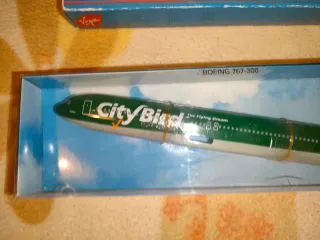 BOEING 767-300
CityBird
The Flying Dream